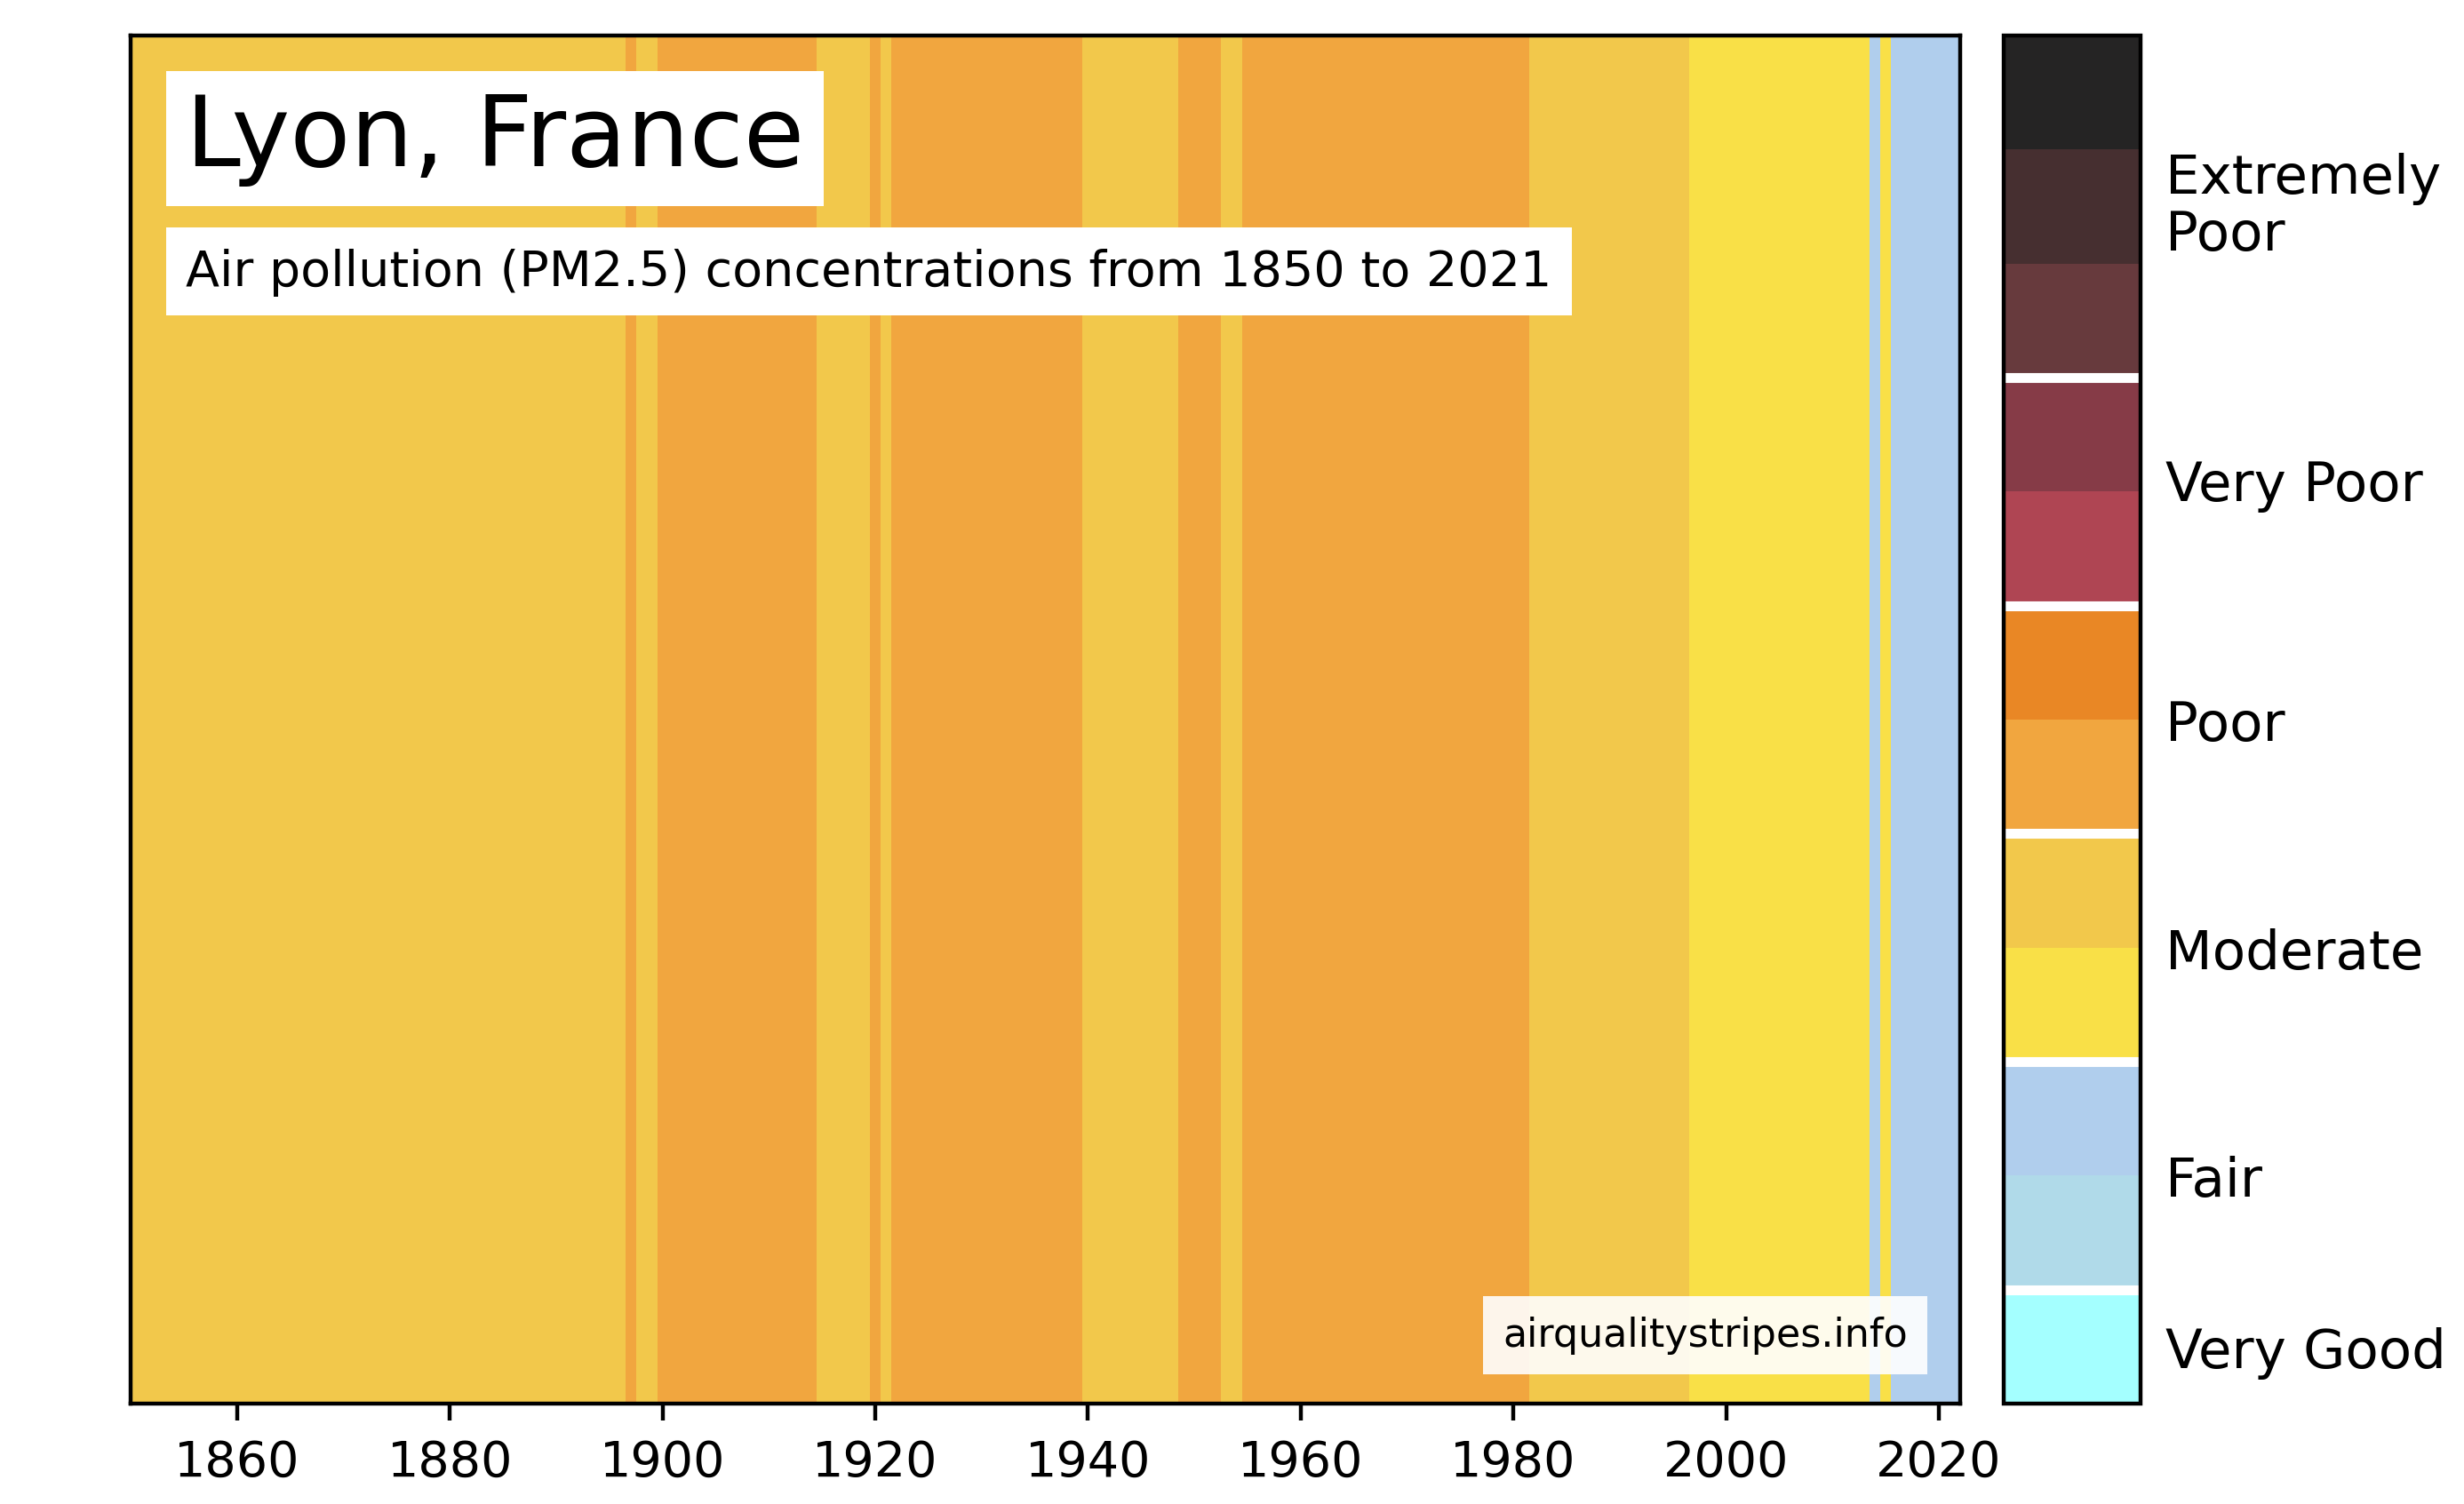 Lyon, France
Air pollution (PM2.5) concentrations from 1850 to 2021
airqualitystripes.info
1860 1880 1900 1920 1940 1960 1980 2000 2020
Extremely
Poor
Very Poor
Poor
Moderate
Fair
Very Good